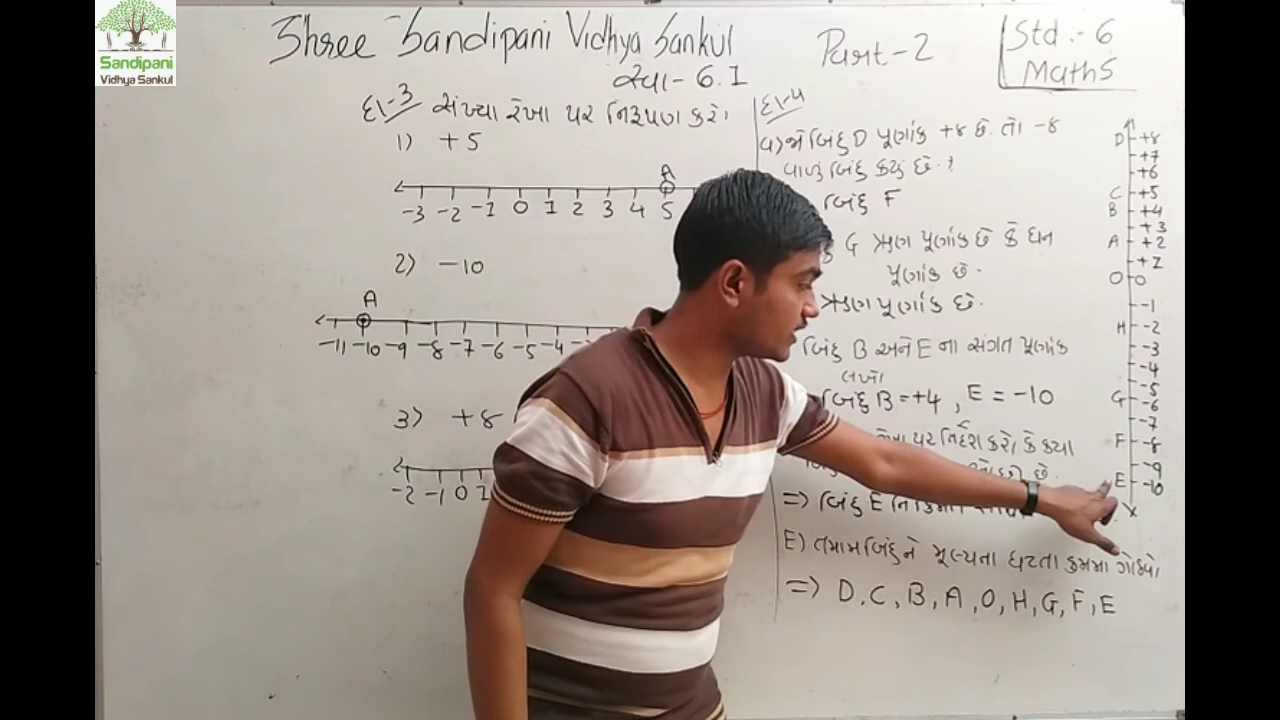 Sandipani
Vidhya Sankul
Shree Sandipani Vidhya Sankul
Part-2
Std :- 6
Maths
સ્વા- 6.1
દા-3 સંખ્યા રેખા પર નિરૂપણ કરો
1) +5
A
-3 -2 -1 0 1 2 3 4 5
2) -10
A
-11 -10 -9 -8 -7 -6 -5 -4
3) +8
-2 -1 0 1
દા-4
અ) જો બિંદુ D પૂર્ણાંક +8 છે. તો -8
વાળું બિંદુ કયું છે.?
બિંદુ F
G ઋણ પૂર્ણાંક છે કે ધન
પૂર્ણાંક છે.
ઋણ પૂર્ણાંક છે.
બિંદુ B અને E ના સંગત પૂર્ણાંક
લખો
બિંદુ B = +4 , E = -10
પર નિર્દેશ કરો કે કયા
છે.
=> બિંદુ E નિ કિંમત
E) તમામ બિંદુને મૂલ્યના ઘટતા ક્રમમા ગોઠવો
=> D, C, B, A, O, H, G, F, E
D +8
+7
+6
C +5
B +4
+3
A +2
+1
O 0
-1
H -2
-3
-4
-5
G -6
-7
F -8
-9
E -10